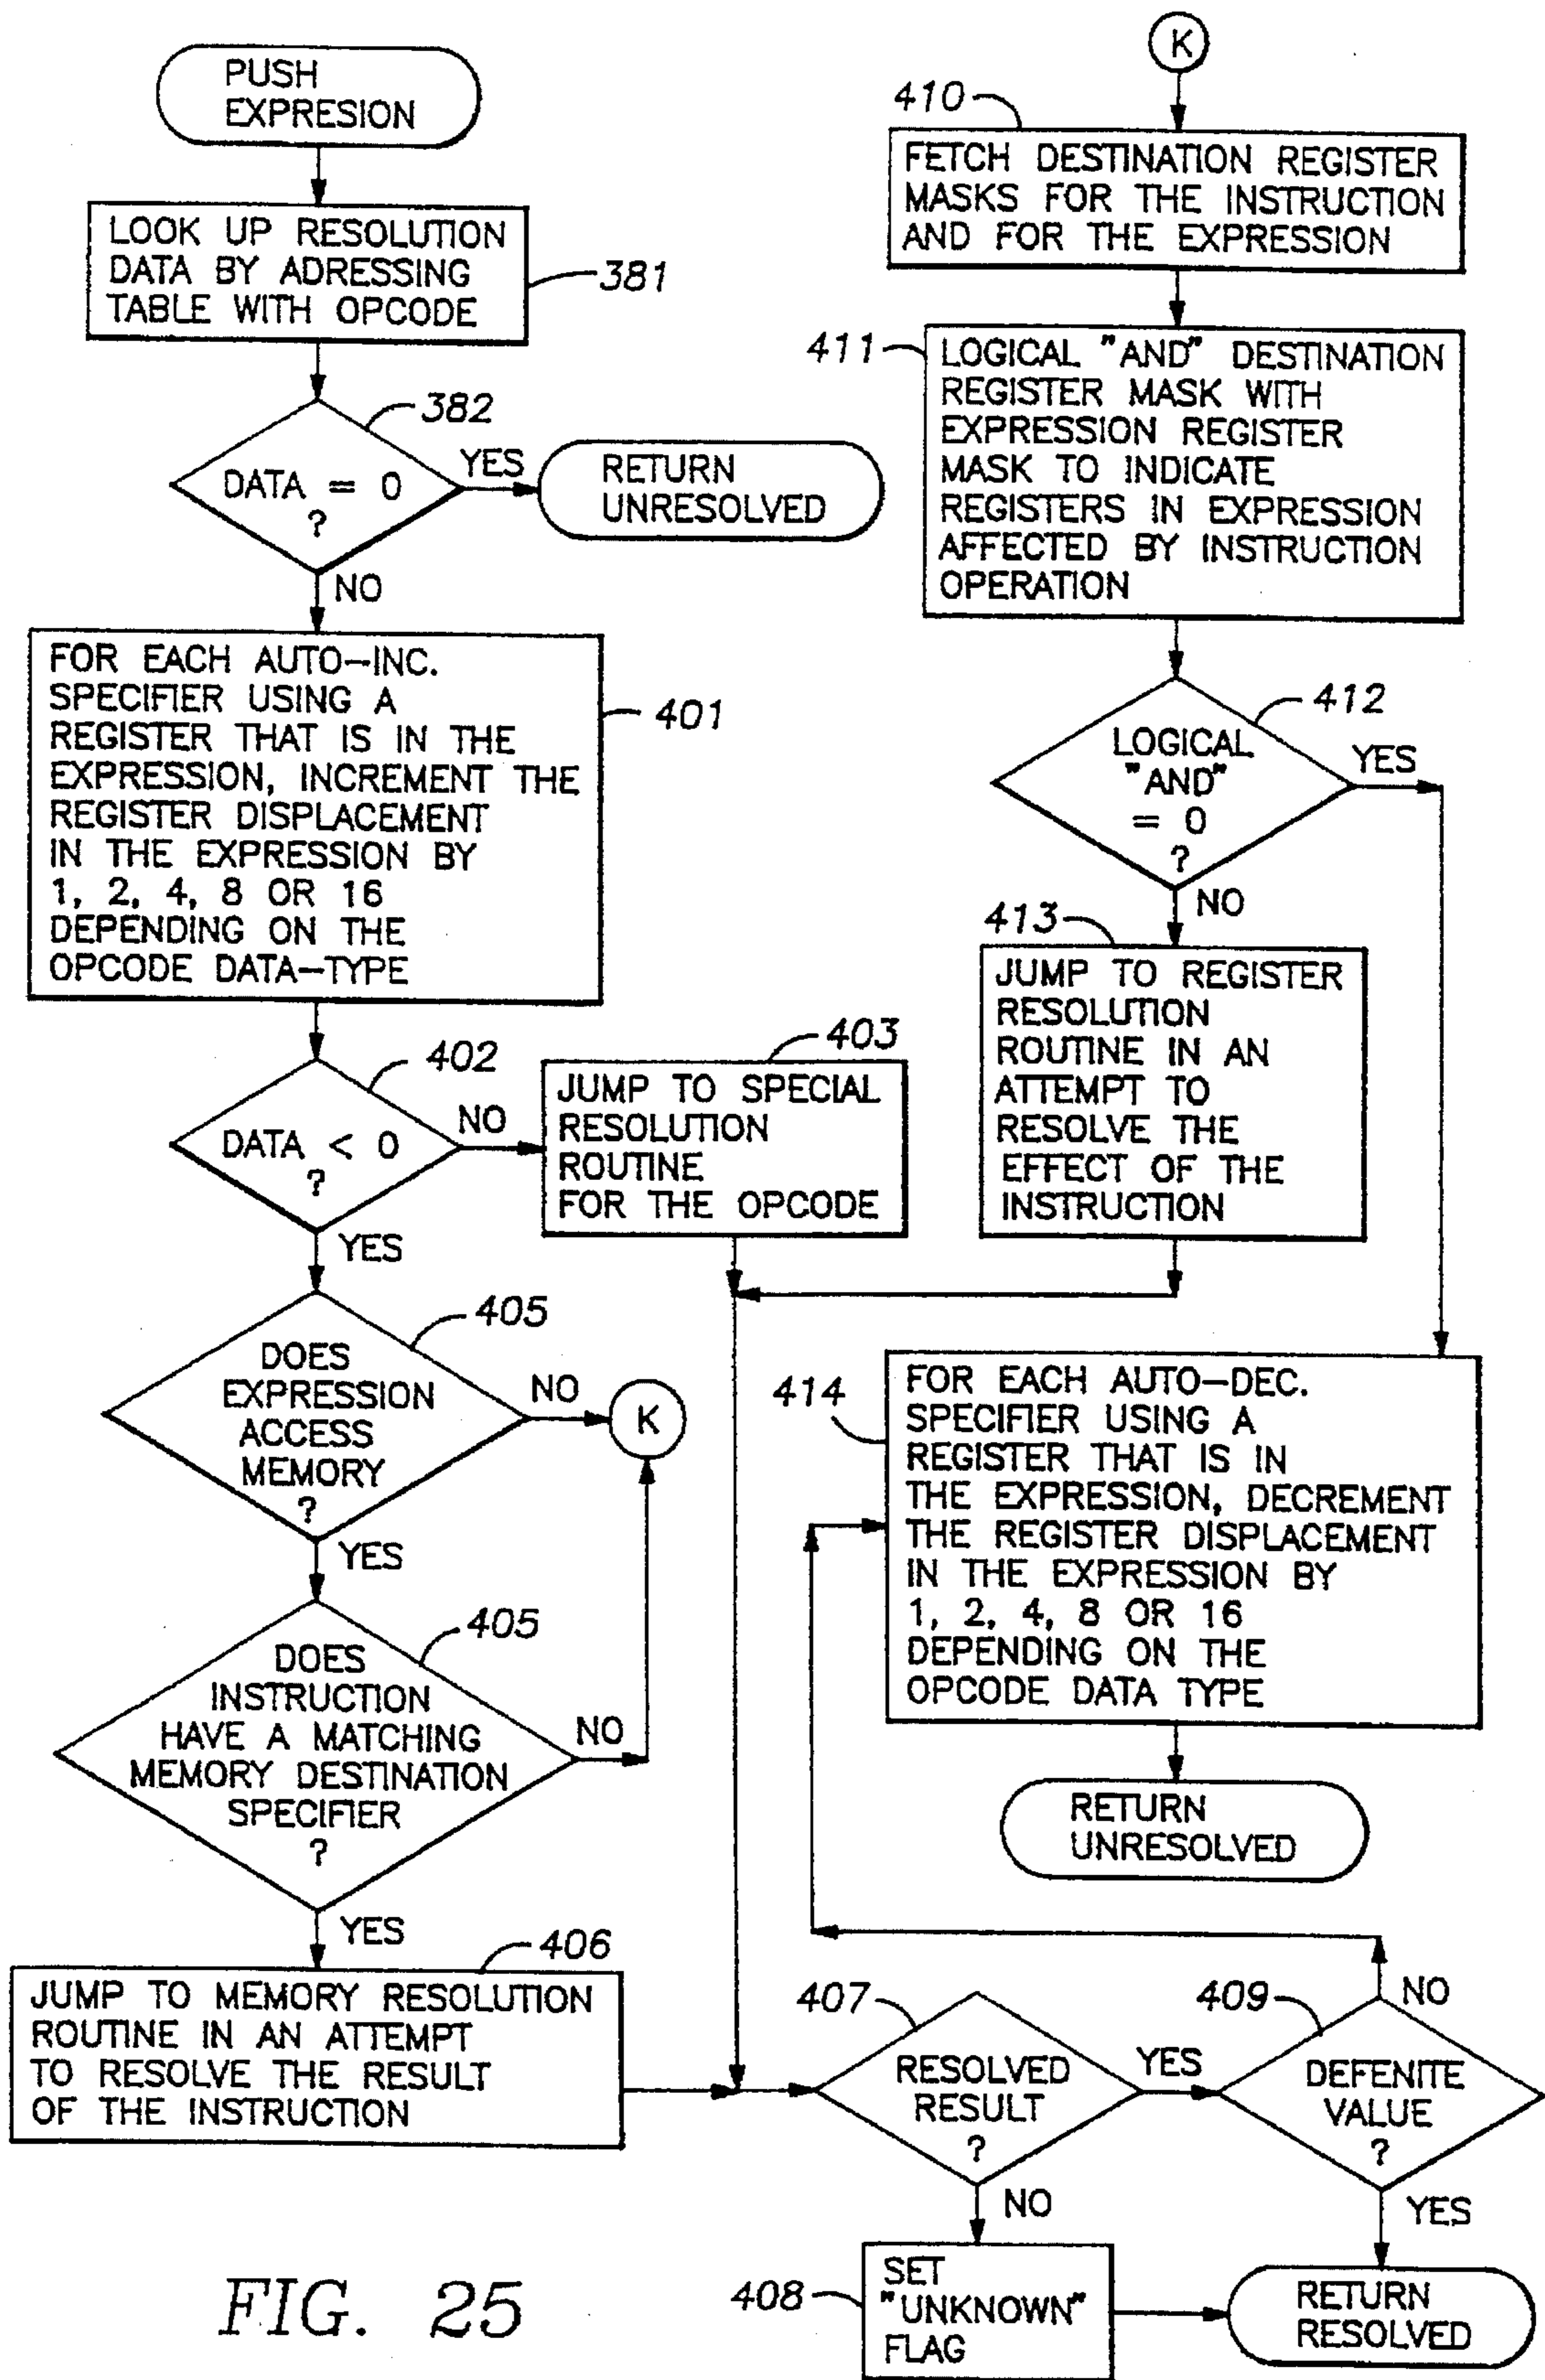 PUSH
EXPRESION
LOOK UP RESOLUTION
DATA BY ADRESSING
TABLE WITH OPCODE
381
382
DATA = 0
?
YES
RETURN
UNRESOLVED
NO
FOR EACH AUTO-INC.
SPECIFIER USING A
REGISTER THAT IS IN THE
EXPRESSION, INCREMENT THE
REGISTER DISPLACEMENT
IN THE EXPRESSION BY
1, 2, 4, 8 OR 16
DEPENDING ON THE
OPCODE DATA-TYPE
401
402
DATA < 0
?
NO
403
JUMP TO SPECIAL
RESOLUTION
ROUTINE
FOR THE OPCODE
YES
405
DOES
EXPRESSION
ACCESS
MEMORY
?
NO
K
YES
405
DOES
INSTRUCTION
HAVE A MATCHING
MEMORY DESTINATION
SPECIFIER
?
NO
YES
406
JUMP TO MEMORY RESOLUTION
ROUTINE IN AN ATTEMPT
TO RESOLVE THE RESULT
OF THE INSTRUCTION
K
410
FETCH DESTINATION REGISTER
MASKS FOR THE INSTRUCTION
AND FOR THE EXPRESSION
411
LOGICAL "AND" DESTINATION
REGISTER MASK WITH
EXPRESSION REGISTER
MASK TO INDICATE
REGISTERS IN EXPRESSION
AFFECTED BY INSTRUCTION
OPERATION
412
LOGICAL
"AND"
= 0
?
YES
NO
413
JUMP TO REGISTER
RESOLUTION
ROUTINE IN AN
ATTEMPT TO
RESOLVE THE
EFFECT OF THE
INSTRUCTION
414
FOR EACH AUTO-DEC.
SPECIFIER USING A
REGISTER THAT IS IN
THE EXPRESSION, DECREMENT
THE REGISTER DISPLACEMENT
IN THE EXPRESSION BY
1, 2, 4, 8 OR 16
DEPENDING ON THE
OPCODE DATA TYPE
RETURN
UNRESOLVED
407
RESOLVED
RESULT
?
YES
409
NO
DEFENITE
VALUE
?
NO
YES
408
SET
"UNKNOWN"
FLAG
RETURN
RESOLVED
FIG. 25